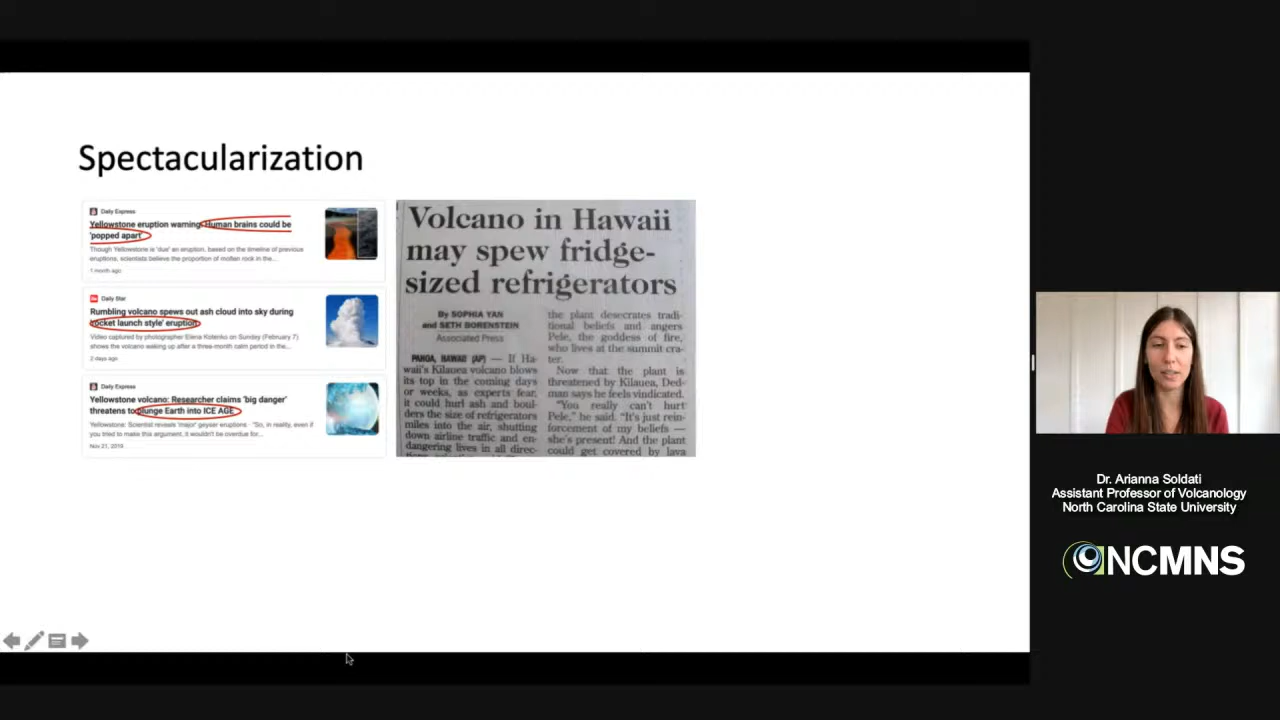 Spectacularization
Daily Express
Yellowstone eruption warning: Human brains could be
'popped apart'
Though Yellowstone is 'due' an eruption, based on the timeline of previous
eruptions, scientists believe the proportion of molten rock in the...
1 month ago
Daily Star
Rumbling volcano spews out ash cloud into sky during
'rocket launch style' eruption
Video captured by photographer Elena Kotenko on Sunday (February 7)
shows the volcano waking up after a three-month calm period in the...
2 days ago
Daily Express
Yellowstone volcano: Researcher claims 'big danger'
threatens to plunge Earth into ICE AGE
Yellowstone: Scientist reveals 'major' geyser eruptions · "So, in reality, even if
you tried to make this argument, it wouldn't be overdue for...
Nov 21, 2018
Volcano in Hawaii
may spew fridge-
sized refrigerators
By SOPHIA YAN
and SETH BORENSTEIN
Associated Press
PAHOA, HAWAII (AP) — If Ha-
waii's Kilauea volcano blows
its top in the coming days
or weeks, as experts fear,
it could hurl ash and boul-
ders the size of refrigerators
miles into the air, shutting
down airline traffic and en-
dangering lives in all direc-
the plant desecrates tradi-
tional beliefs and angers
Pele, the goddess of fire,
who lives at the summit cra-
ter.
Now that the plant is
threatened by Kilauea, Ded-
man says he feels vindicated.
"You really can't hurt
Pele," he said. "It's just rein-
forcement of my beliefs —
she's present! And the plant
could get covered by lava
Dr. Arianna Soldati
Assistant Professor of Volcanology
North Carolina State University
NCMNS